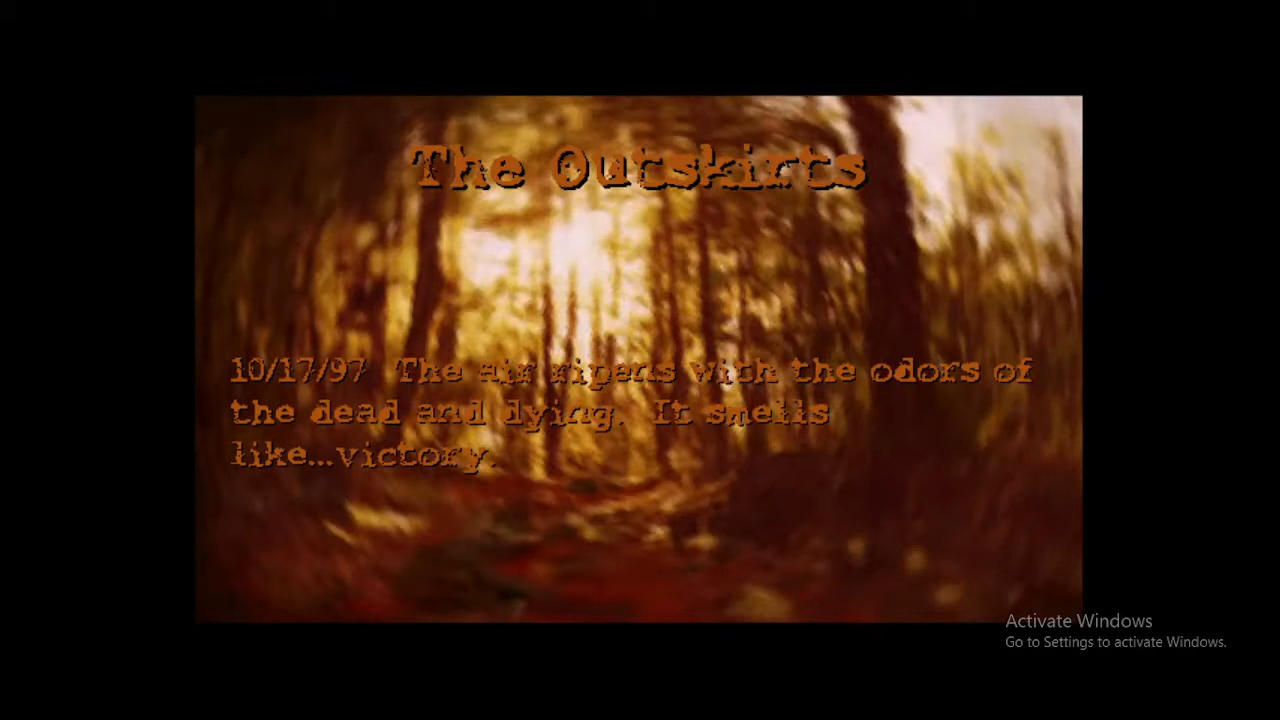 The Outskirts
10/17/97 The air ripens with the odors of
the dead and dying. It smells
like...victory.
Activate Windows
Go to Settings to activate Windows.